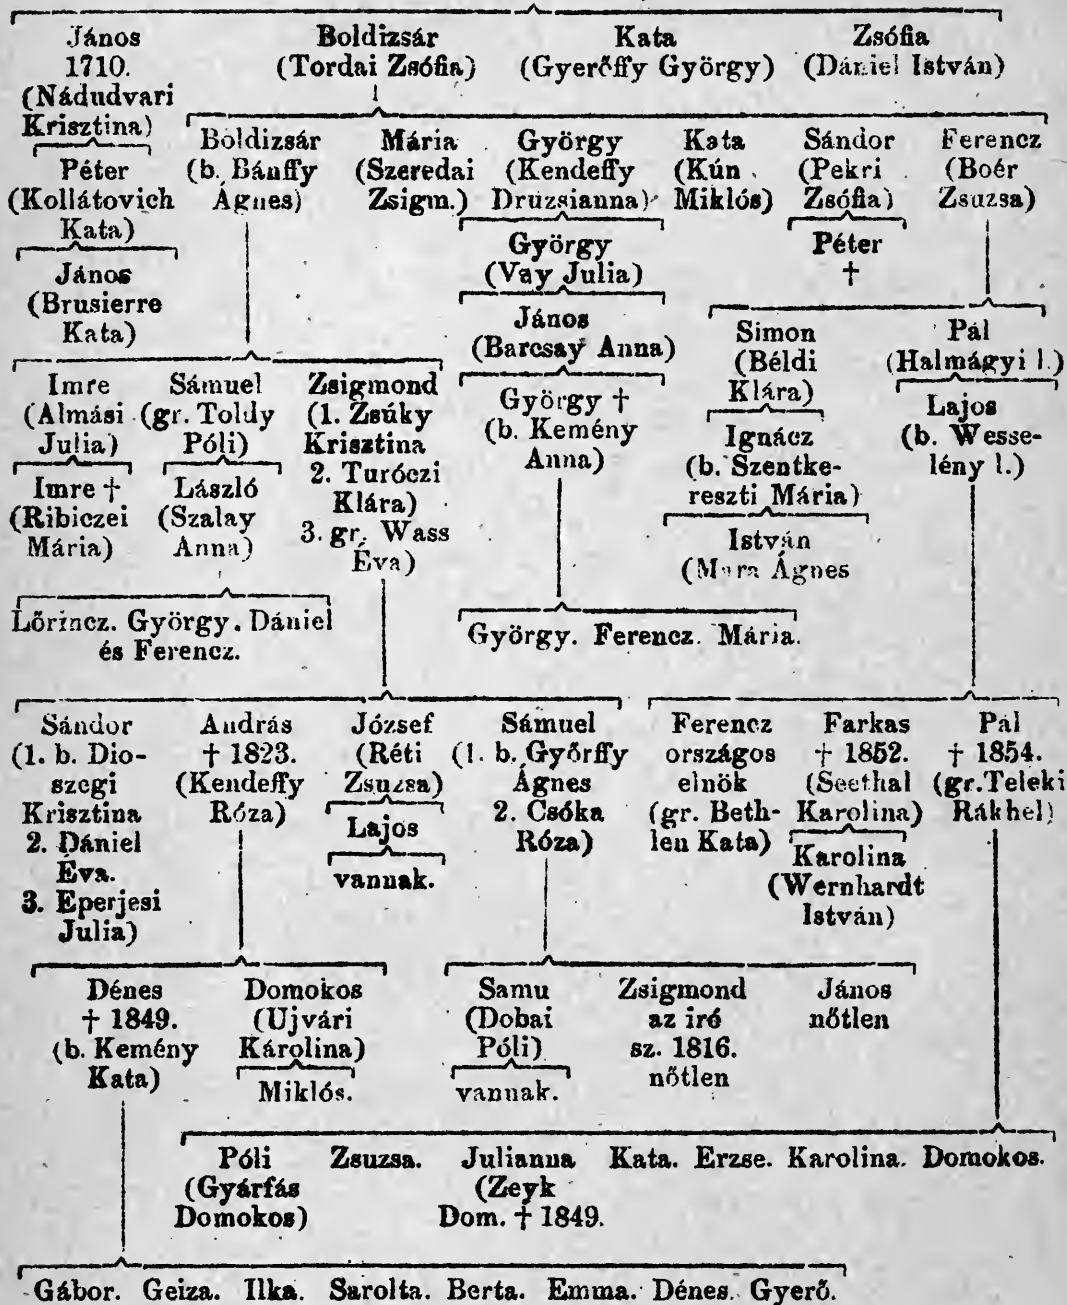 János Boldizsár Kata Zsófia
1710. (Tordai Zsófia) (Gyerőffy György) (Dániel István)
(Nádudvari
Krisztina) Boldizsár Mária György Kata Sándor Ferencz
Péter (b. Bánffy (Szeredai (Kendeffy (Kún (Pekri (Boér
(Kollátovich Ágnes) Zsigm.) Druzsianna) Miklós) Zsófia) Zsuzsa)
Kata) György Péter
János (Vay Julia) †
(Brusierre János Simon Pál
Kata) (Barcsay Anna) (Béldi (Halmágyi l.)
Imre Sámuel Zsigmond György † Klára) Lajos
(Almási (gr. Toldy (1. Zsúky (b. Kemény Ignácz (b. Wesse-
Julia) Póli) Krisztina Anna) (b. Szentke- lény l.)
Imre † László 2. Turóczi reszti Mária)
(Ribiczei (Szalay Klára) István
Mária) Anna) 3. gr. Wass (Mara Ágnes
Éva)
Lőrincz. György. Dániel György. Ferencz. Mária.
és Ferencz.
Sándor András József Sámuel Ferencz Farkas Pál
(1. b. Dio- † 1823. (Réti (1. b. Győrffy országos † 1852. † 1854.
szegi (Kendeffy Zsuzsa) Ágnes elnök (Seethal (gr. Teleki
Krisztina Róza) Lajos 2. Csóka (gr. Beth- Karolina) Rákhel)
2. Dániel vannak. Róza) len Kata) Karolina
Éva. (Wernhardt
3. Eperjesi István)
Julia)
Dénes Domokos Samu Zsigmond János
† 1849. (Ujvári (Dobai az iró nőtlen
(b. Kemény Károlina) Póli) sz. 1816.
Kata) Miklós. vannak. nőtlen
Póli Zsuzsa. Julianna Kata. Erzse. Karolina. Domokos.
(Gyárfás (Zeyk
Domokos) Dom. † 1849.
Gábor. Geiza. Ilka. Sarolta. Berta. Emma. Dénes. Gyerő.